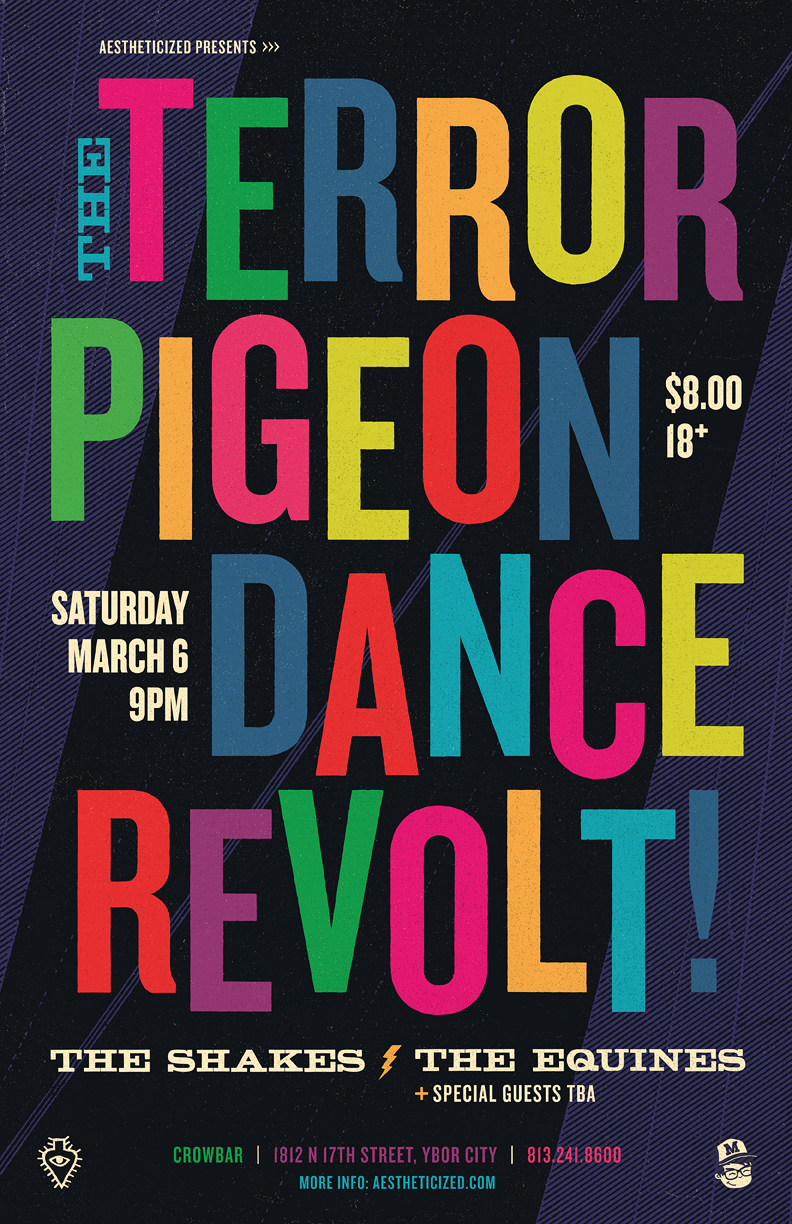 AESTHETICIZED PRESENTS >>>
THE TERROR
PIGEON
$8.00
18+
DANCE
SATURDAY
MARCH 6
9PM
REVOLT!
THE SHAKES THE EQUINES
+ SPECIAL GUESTS TBA
CROWBAR | 1812 N 17TH STREET, YBOR CITY | 813.241.8600
MORE INFO: AESTHETICIZED.COM
M